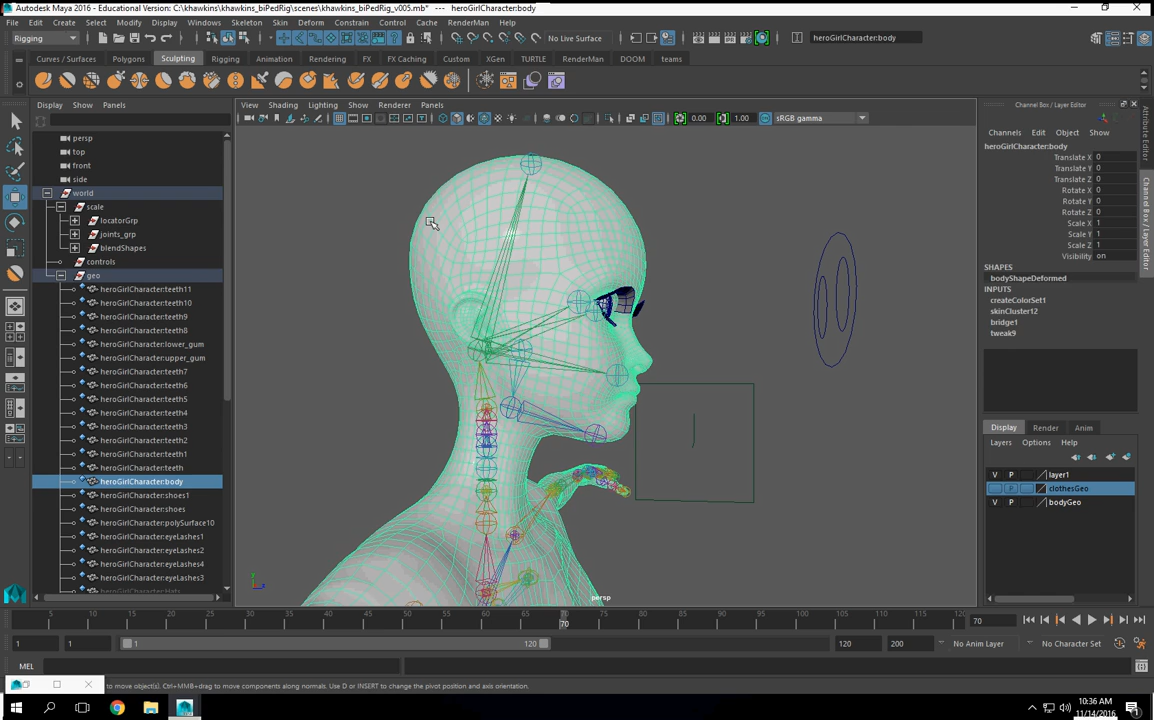 Autodesk Maya 2016 - Educational Version: C:\khawkins\khawkins_biPedRig\scenes\khawkins_biPedRig_v005.mb* --- heroGirlCharacter:body
File Edit Create Select Modify Display Windows Skeleton Skin Deform Constrain Control Cache RenderMan Help
Rigging No Live Surface heroGirlCharacter:body
Curves / Surfaces Polygons Sculpting Rigging Animation Rendering FX FX Caching Custom XGen TURTLE RenderMan DOOM teams
Display Show Panels
View Shading Lighting Show Renderer Panels
0.00 1.00 sRGB gamma
persp
top
front
side
world
scale
locatorGrp
joints_grp
blendShapes
controls
geo
heroGirlCharacter:teeth11
heroGirlCharacter:teeth10
heroGirlCharacter:teeth9
heroGirlCharacter:teeth8
heroGirlCharacter:lower_gum
heroGirlCharacter:upper_gum
heroGirlCharacter:teeth7
heroGirlCharacter:teeth6
heroGirlCharacter:teeth5
heroGirlCharacter:teeth4
heroGirlCharacter:teeth3
heroGirlCharacter:teeth2
heroGirlCharacter:teeth1
heroGirlCharacter:teeth
heroGirlCharacter:body
heroGirlCharacter:shoes1
heroGirlCharacter:shoes
heroGirlCharacter:polySurface10
heroGirlCharacter:eyeLashes1
heroGirlCharacter:eyeLashes2
heroGirlCharacter:eyeLashes4
heroGirlCharacter:eyeLashes3
persp
Channel Box / Layer Editor
Channels Edit Object Show
heroGirlCharacter:body
Translate X 0
Translate Y 0
Translate Z 0
Rotate X 0
Rotate Y 0
Rotate Z 0
Scale X 1
Scale Y 1
Scale Z 1
Visibility on
SHAPES
bodyShapeDeformed
INPUTS
createColorSet1
skinCluster12
bridge1
tweak9
Display Render Anim
Layers Options Help
V P layer1
P clothesGeo
V P bodyGeo
Attribute Editor
Channel Box / Layer Editor
5 10 15 20 25 30 35 40 45 50 55 60 65 70 75 80 85 90 95 100 105 110 115 120
70
70
1 1 1 120 120 200 No Anim Layer No Character Set
MEL
to move object(s). Ctrl+MMB+drag to move components along normals. Use D or INSERT to change the pivot position and axis orientation.
10:36 AM
11/14/2016